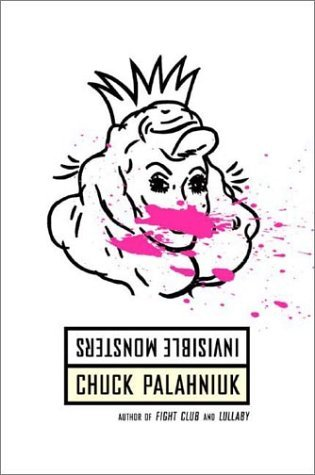 INVISIBLE MONSTERS
CHUCK PALAHNIUK
AUTHOR OF FIGHT CLUB AND LULLABY